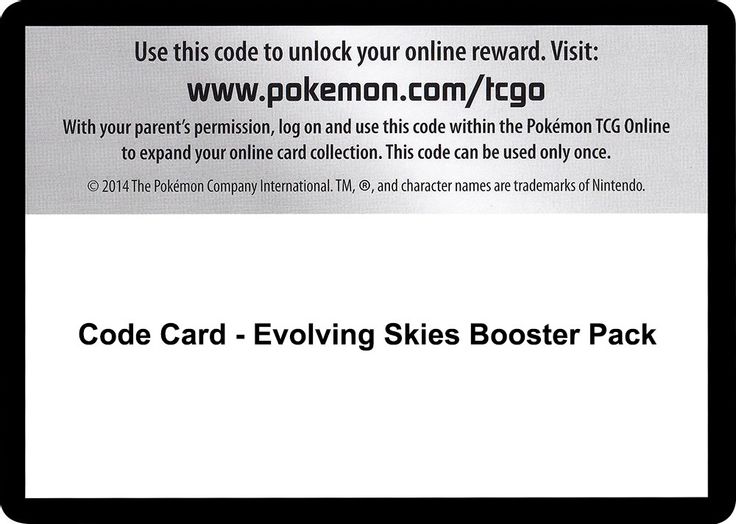 Use this code to unlock your online reward. Visit:
www.pokemon.com/tcgo
With your parent's permission, log on and use this code within the Pokémon TCG Online
to expand your online card collection. This code can be used only once.
© 2014 The Pokémon Company International. TM, ®, and character names are trademarks of Nintendo.
Code Card - Evolving Skies Booster Pack